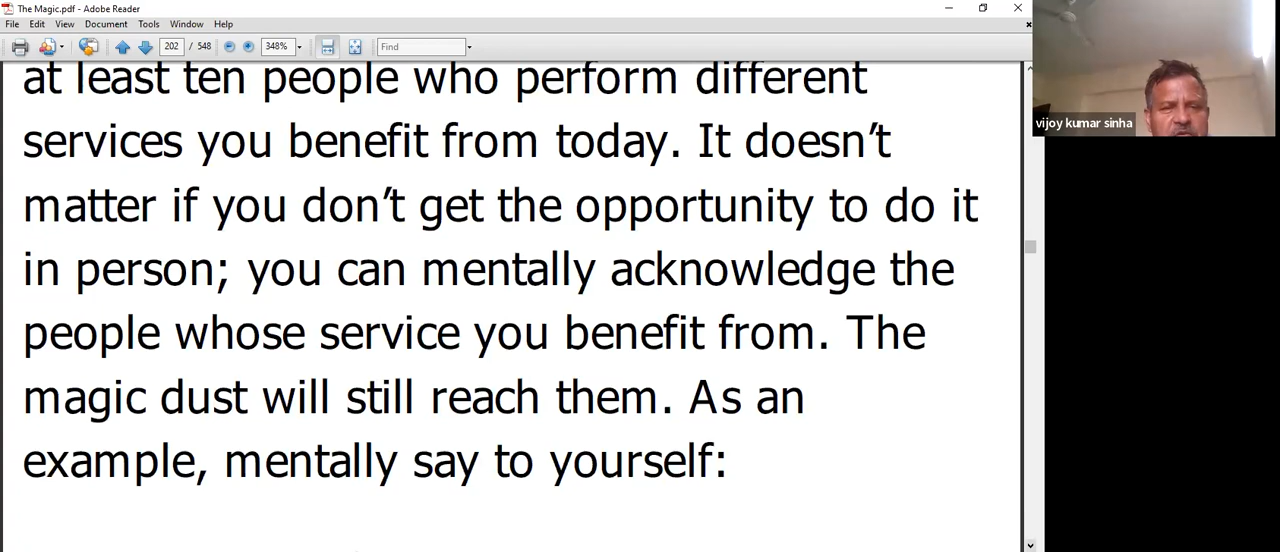 The Magic.pdf - Adobe Reader
File Edit View Document Tools Window Help
202 / 548 348% Find
at least ten people who perform different
services you benefit from today. It doesn’t
matter if you don’t get the opportunity to do it
in person; you can mentally acknowledge the
people whose service you benefit from. The
magic dust will still reach them. As an
example, mentally say to yourself:
vijoy kumar sinha